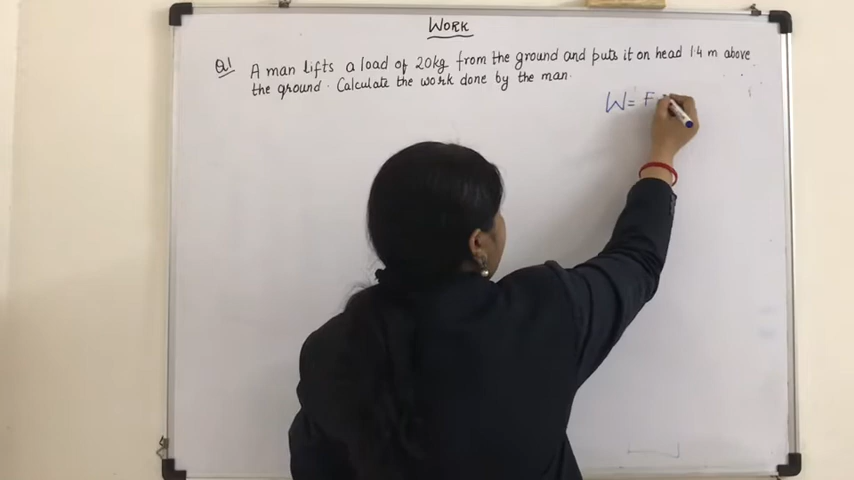 WORK
Q.1 A man lifts a load of 20kg from the ground and puts it on head 1.4 m above
the ground. Calculate the work done by the man.
W= F